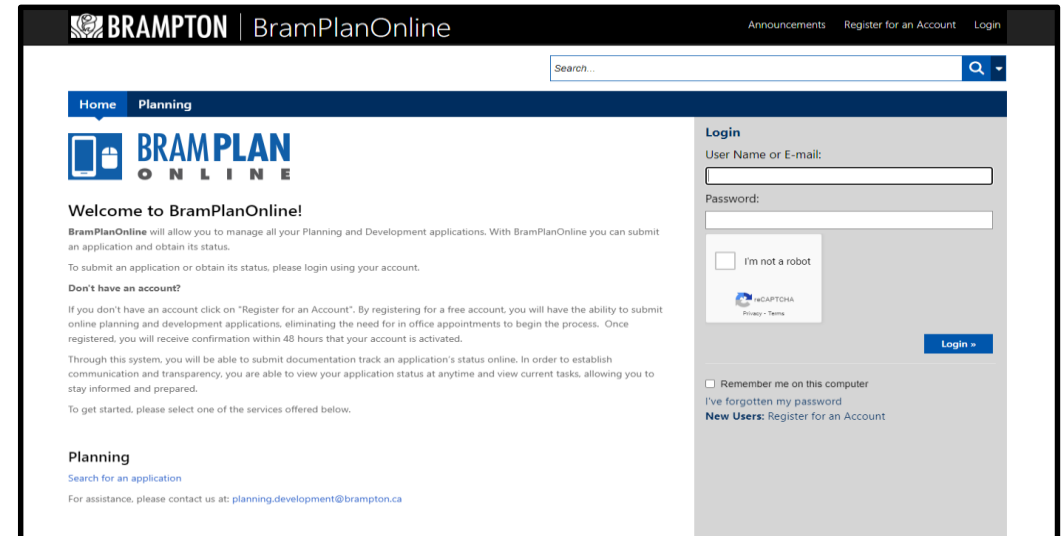 BRAMPTON | BramPlanOnline
Announcements Register for an Account Login
Search...
Home Planning
BRAMPLAN
ONLINE
Welcome to BramPlanOnline!
BramPlanOnline will allow you to manage all your Planning and Development applications. With BramPlanOnline you can submit
an application and obtain its status.
To submit an application or obtain its status, please login using your account.
Don't have an account?
If you don't have an account click on "Register for an Account". By registering for a free account, you will have the ability to submit
online planning and development applications, eliminating the need for in office appointments to begin the process. Once
registered, you will receive confirmation within 48 hours that your account is activated.
Through this system, you will be able to submit documentation track an application's status online. In order to establish
communication and transparency, you are able to view your application status at anytime and view current tasks, allowing you to
stay informed and prepared.
To get started, please select one of the services offered below.
Planning
Search for an application
For assistance, please contact us at: planning.development@brampton.ca
Login
User Name or E-mail:
Password:
I'm not a robot
reCAPTCHA
Privacy - Terms
Login »
Remember me on this computer
I've forgotten my password
New Users: Register for an Account